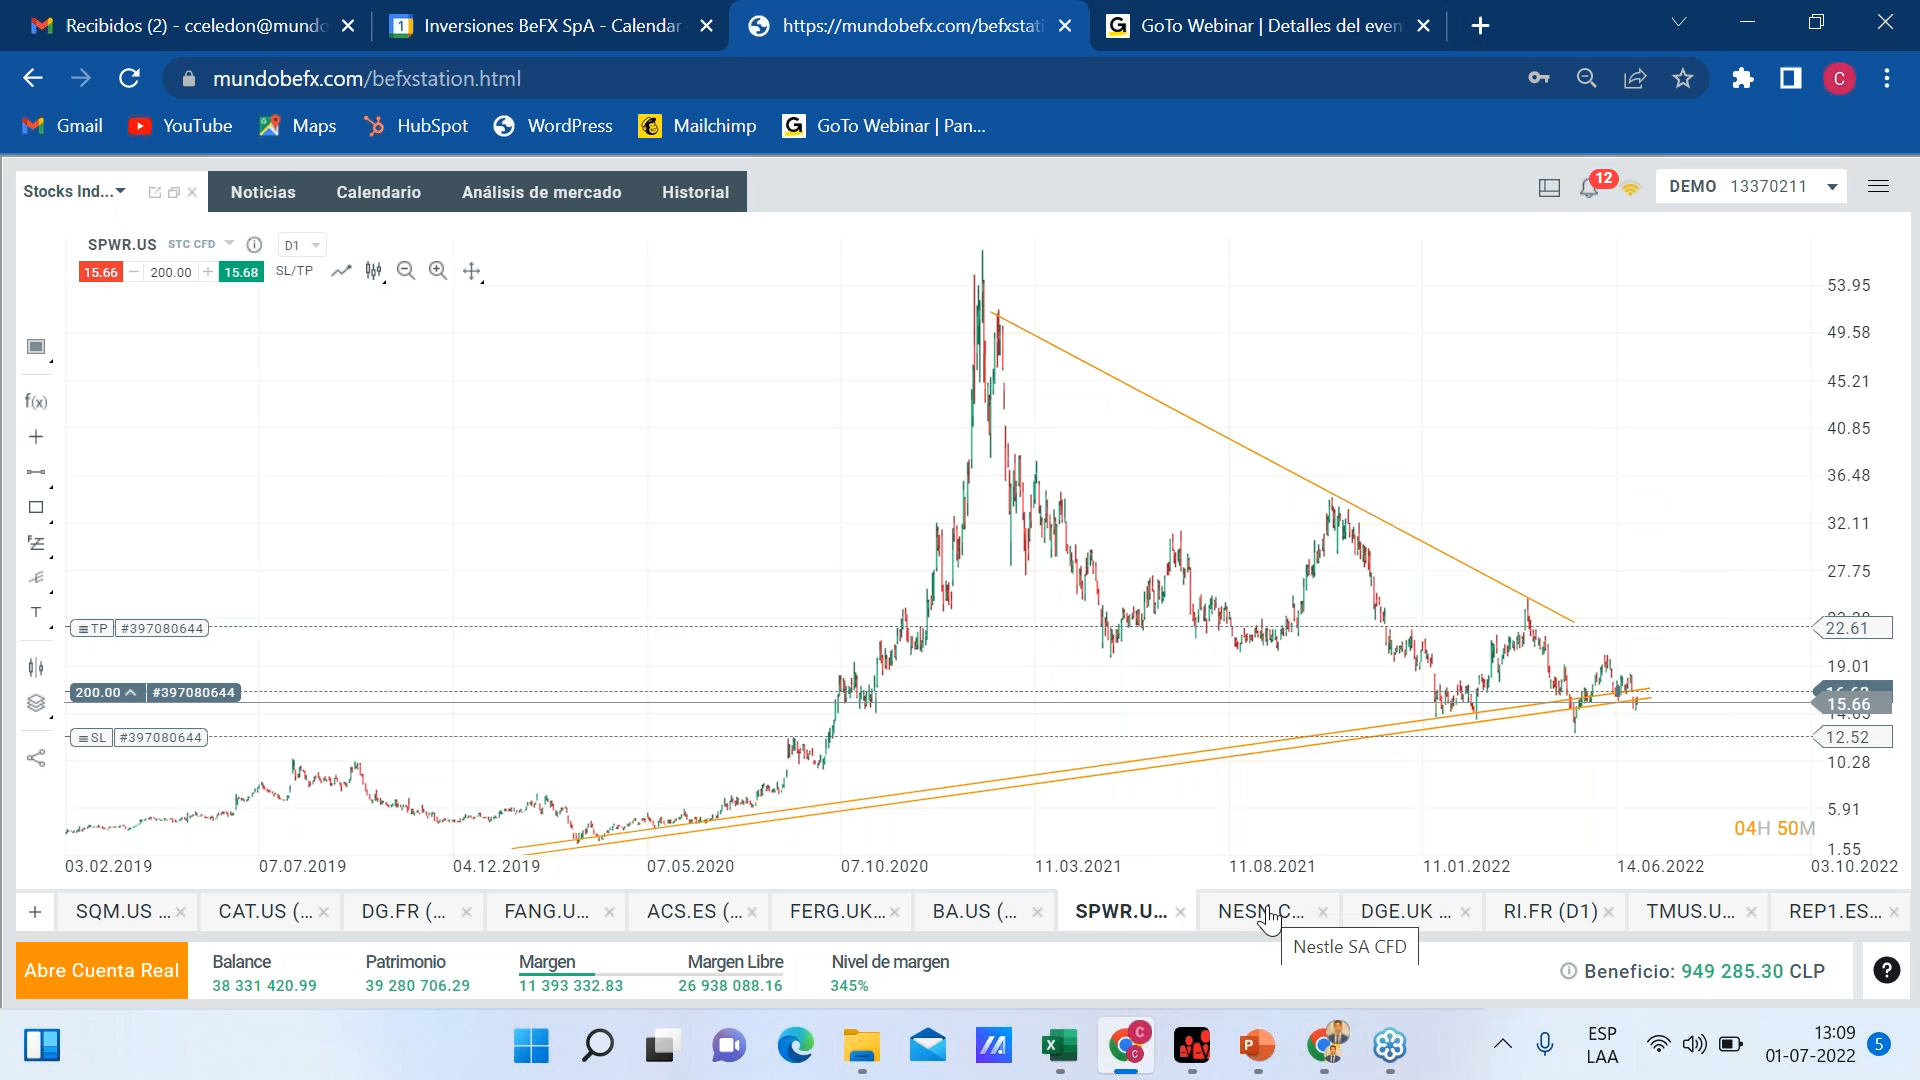 Recibidos (2) - cceledon@mundo
Inversiones BeFX SpA - Calendar
https://mundobefx.com/befxstati
GoTo Webinar | Detalles del even
mundobefx.com/befxstation.html
C
Gmail
YouTube
Maps
HubSpot
WordPress
Mailchimp
GoTo Webinar | Pan...
Stocks Ind...
Noticias
Calendario
Análisis de mercado
Historial
12
DEMO 13370211
SPWR.US STC CFD
D1
15.66
200.00
15.68
SL/TP
f(x)
T
53.95
49.58
45.21
40.85
36.48
32.11
27.75
TP #397080644
22.61
19.01
200.00 #397080644
15.66
SL #397080644
12.52
10.28
5.91
04H 50M
1.55
03.02.2019
07.07.2019
04.12.2019
07.05.2020
07.10.2020
11.03.2021
11.08.2021
11.01.2022
14.06.2022
03.10.2022
SQM.US ...
CAT.US (...
DG.FR (...
FANG.U...
ACS.ES (...
FERG.UK...
BA.US (...
SPWR.U...
NESN.C...
DGE.UK ...
RI.FR (D1)
TMUS.U...
REP1.ES...
Nestle SA CFD
Abre Cuenta Real
Balance
38 331 420.99
Patrimonio
39 280 706.29
Margen
11 393 332.83
Margen Libre
26 938 088.16
Nivel de margen
345%
Beneficio: 949 285.30 CLP
ESP
LAA
13:09
01-07-2022
5